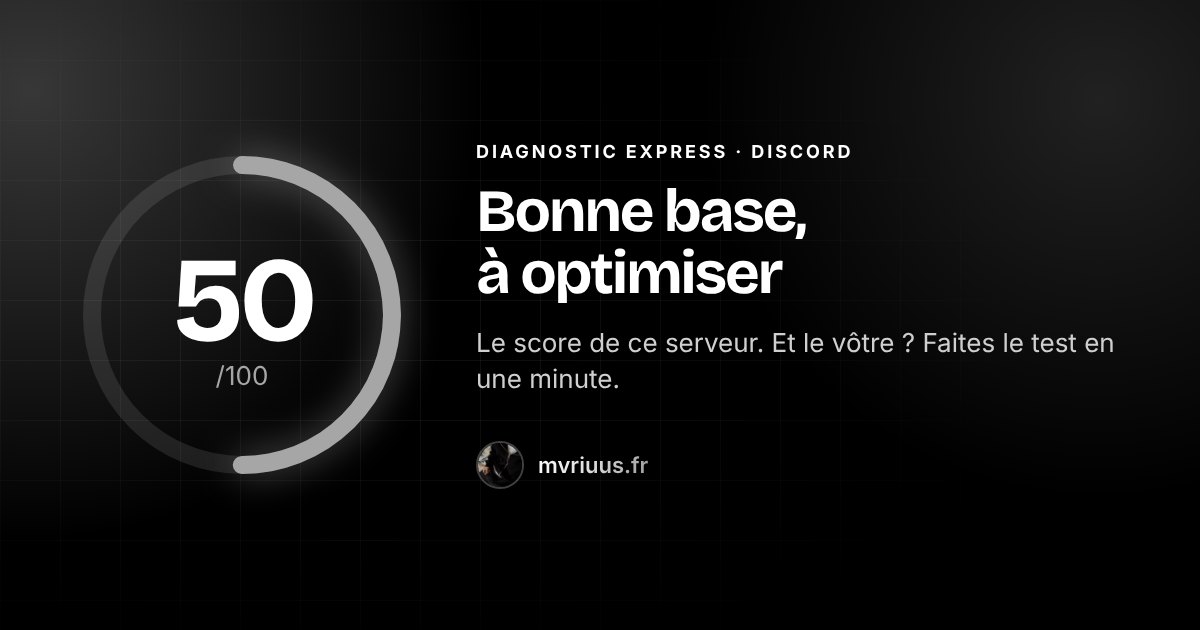 50
/100
DIAGNOSTIC EXPRESS · DISCORD
Bonne base,
à optimiser
Le score de ce serveur. Et le vôtre ? Faites le test en
une minute.
mvriuus.fr